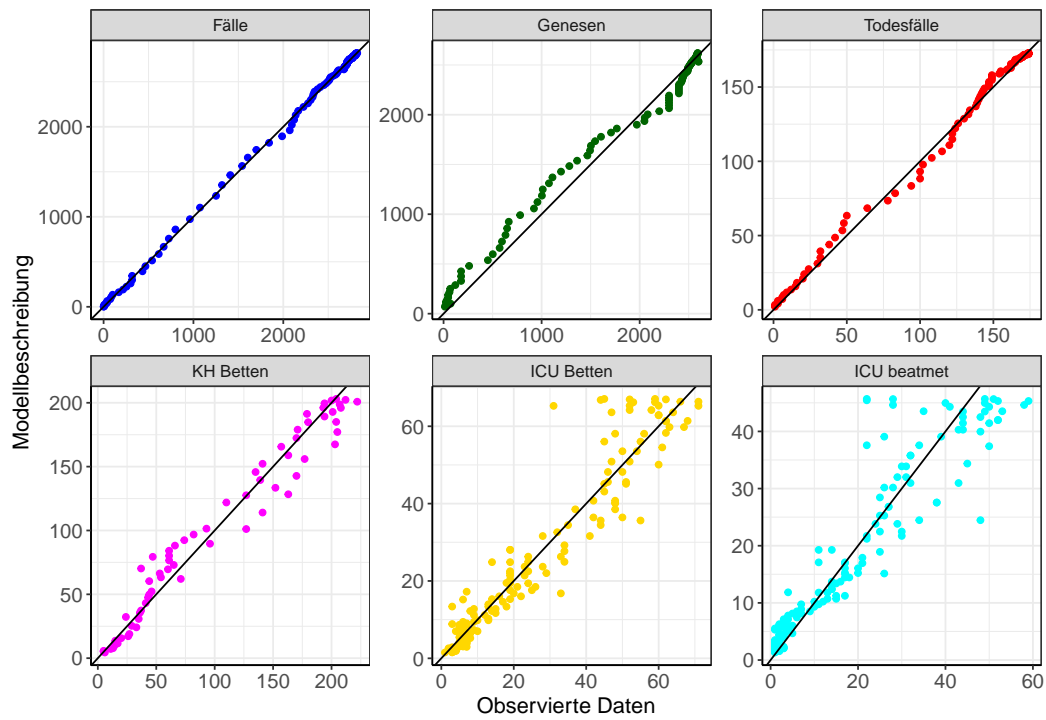 Fälle
Genesen
Todesfälle
2000
1000
0
0 1000 2000
2000
1000
0
0 1000 2000
150
100
50
0
0 50 100 150
KH Betten
ICU Betten
ICU beatmet
200
150
100
50
0
0 50 100 150 200
60
40
20
0
0 20 40 60
40
30
20
10
0
0 20 40 60
Modellbeschreibung
Observierte Daten